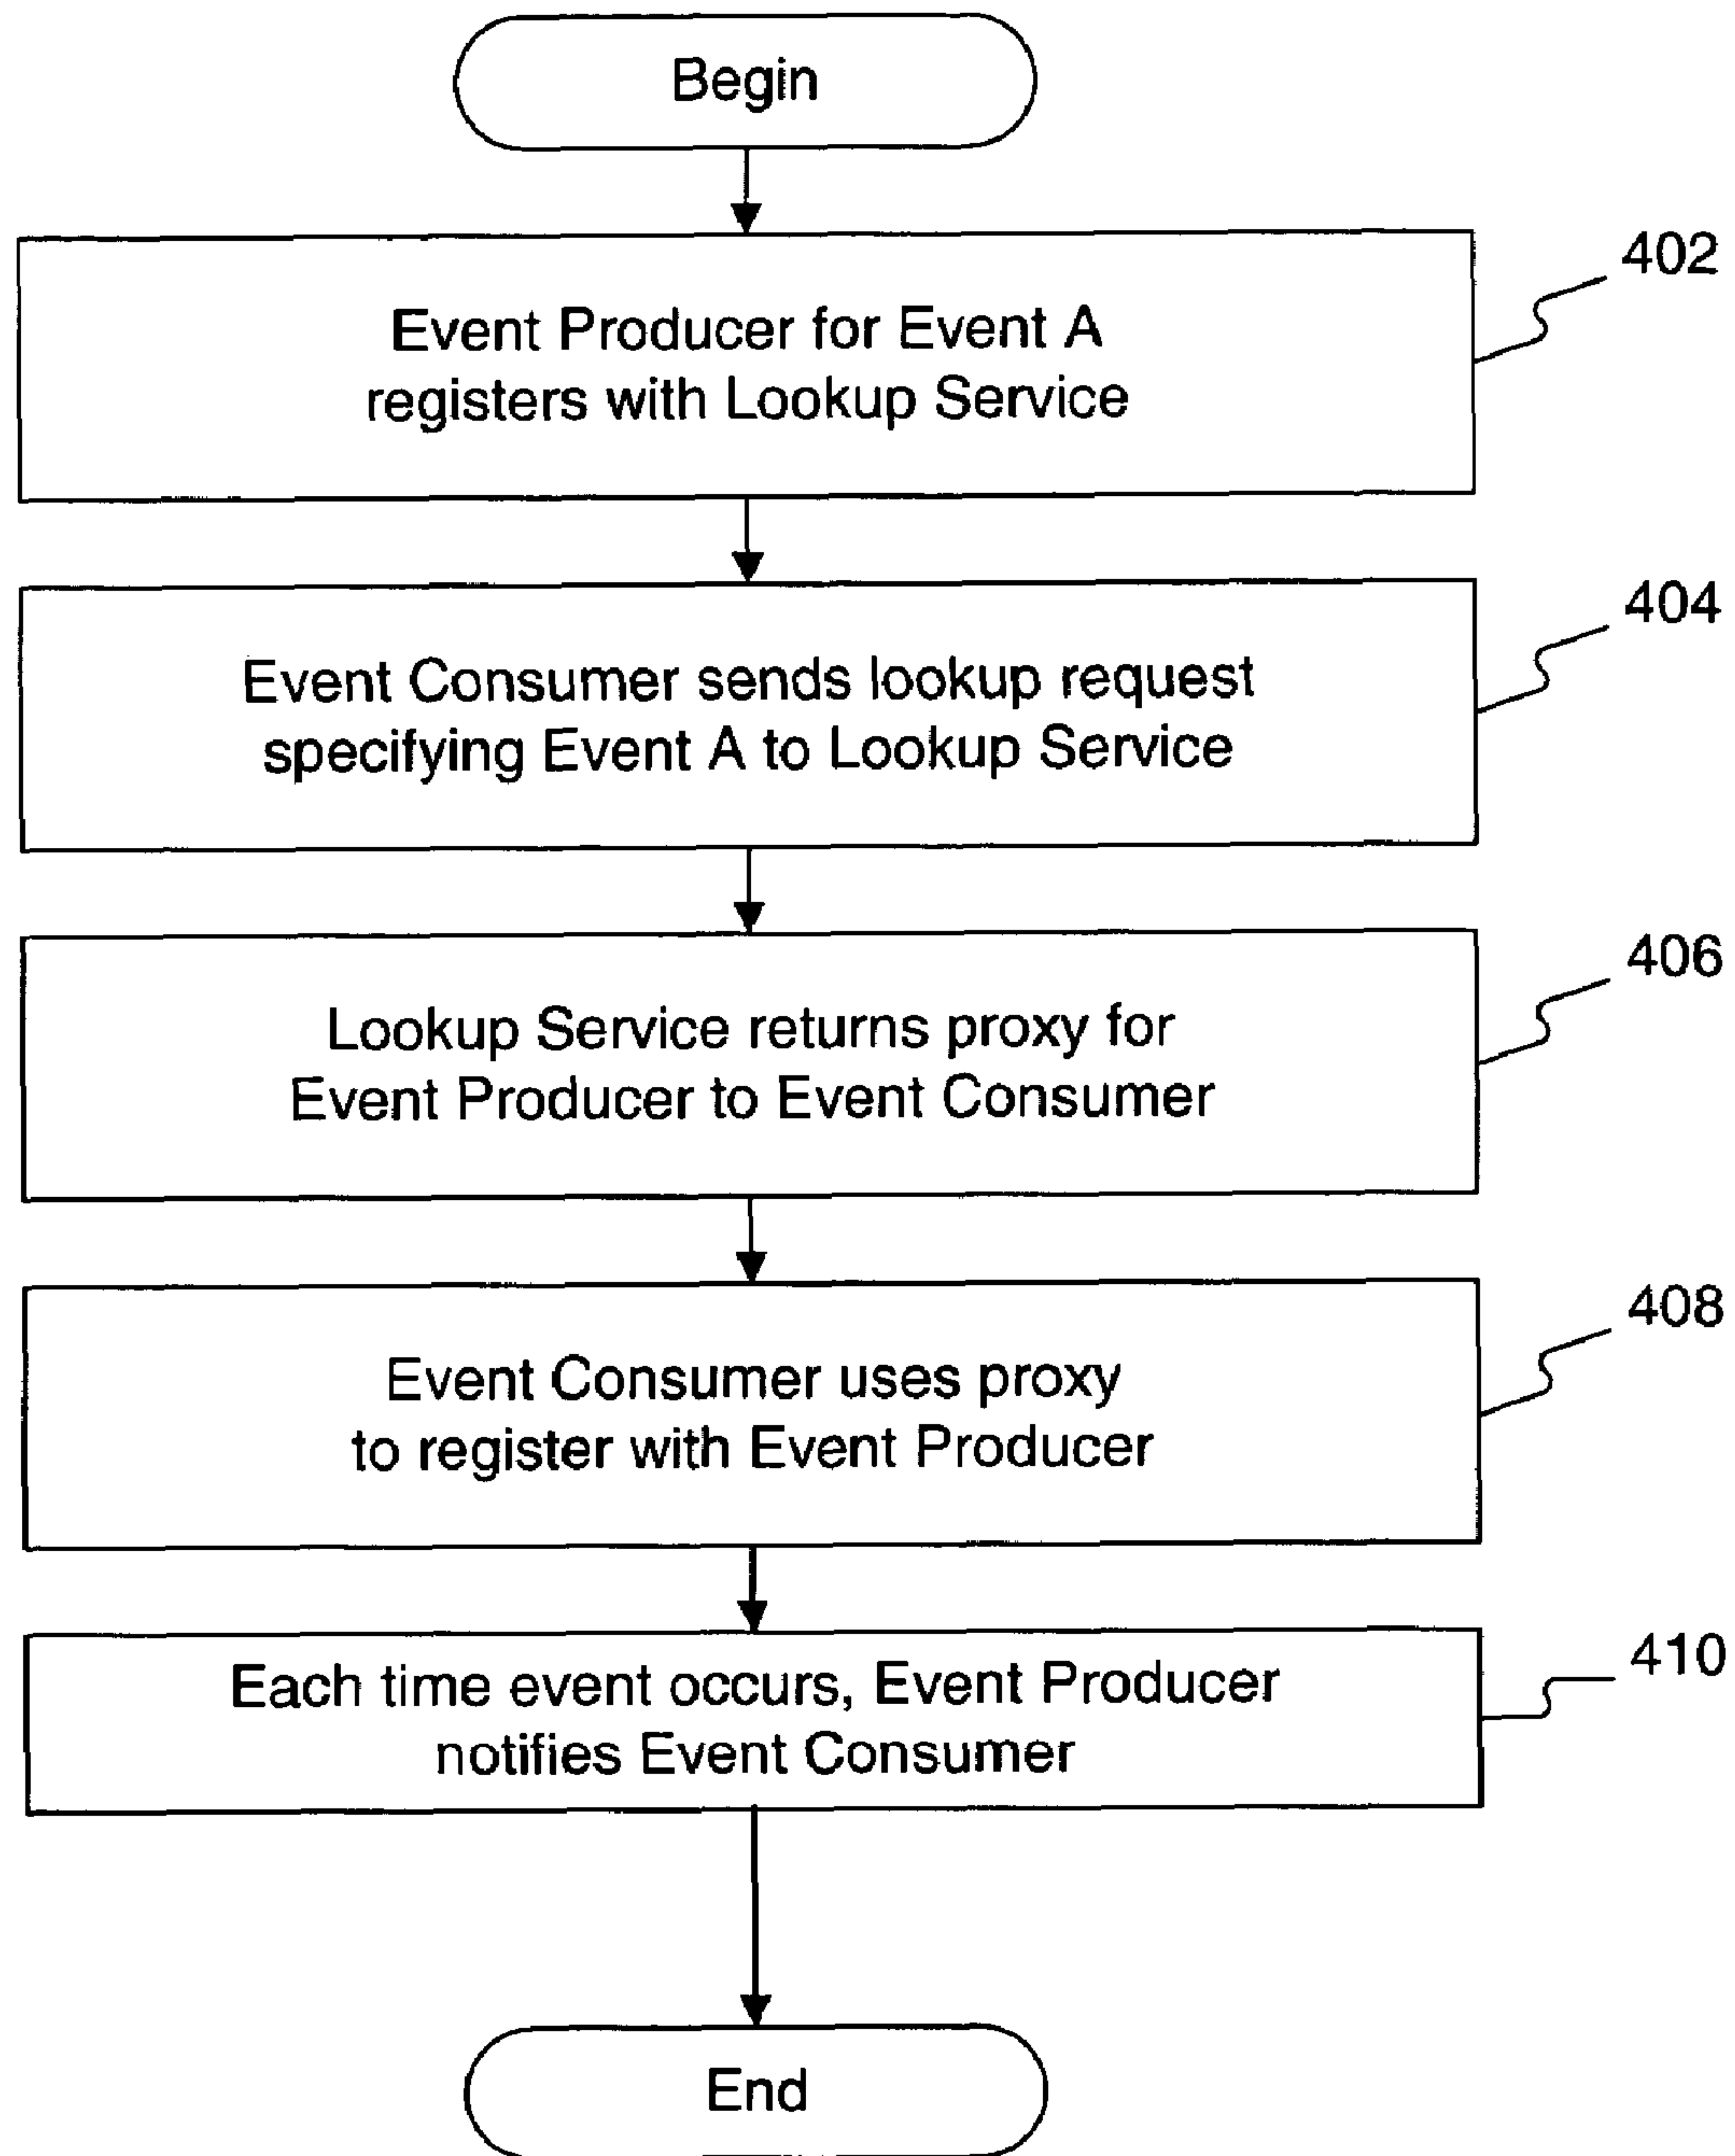 Begin
402
Event Producer for Event A
registers with Lookup Service
404
Event Consumer sends lookup request
specifying Event A to Lookup Service
406
Lookup Service returns proxy for
Event Producer to Event Consumer
408
Event Consumer uses proxy
to register with Event Producer
410
Each time event occurs, Event Producer
notifies Event Consumer
End